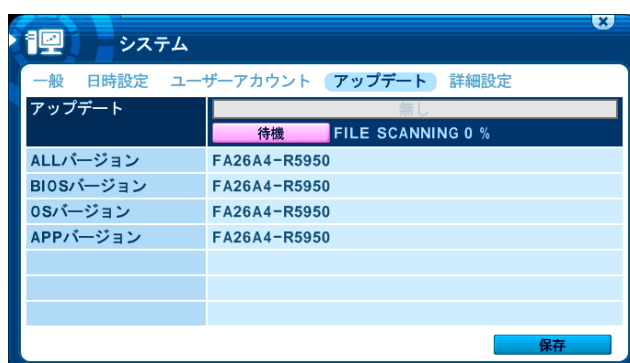 システム
一般 日時設定 ユーザーアカウント アップデート 詳細設定
アップデート 無し
待機 FILE SCANNING 0 %
ALLバージョン FA26A4-R5950
BIOSバージョン FA26A4-R5950
OSバージョン FA26A4-R5950
APPバージョン FA26A4-R5950
保存